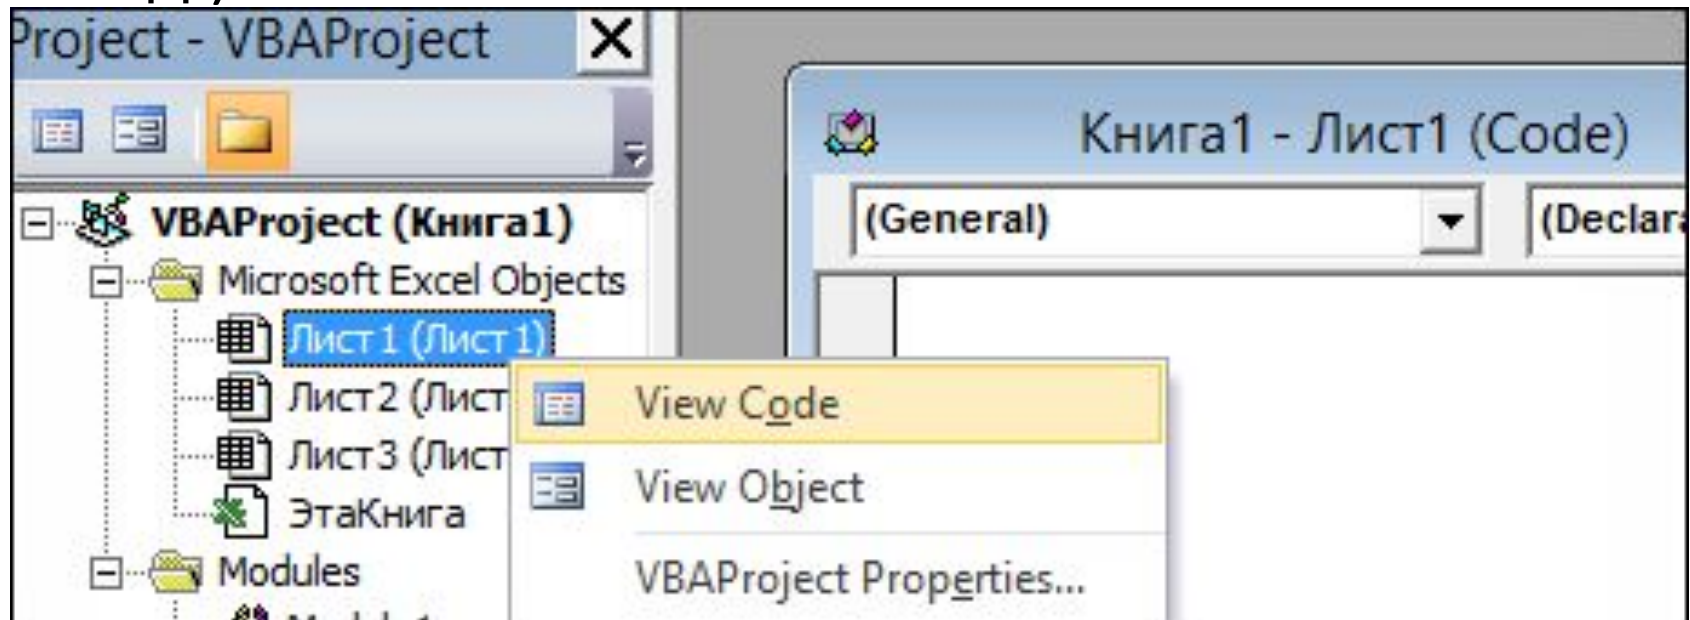 Project - VBAProject
Книга1 - Лист1 (Code)
(General)
VBAProject (Книга1)
Microsoft Excel Objects
Лист1 (Лист1)
Лист2 (Лист
Лист3 (Лист
ЭтаКнига
Modules
View Code
View Object
VBAProject Properties...